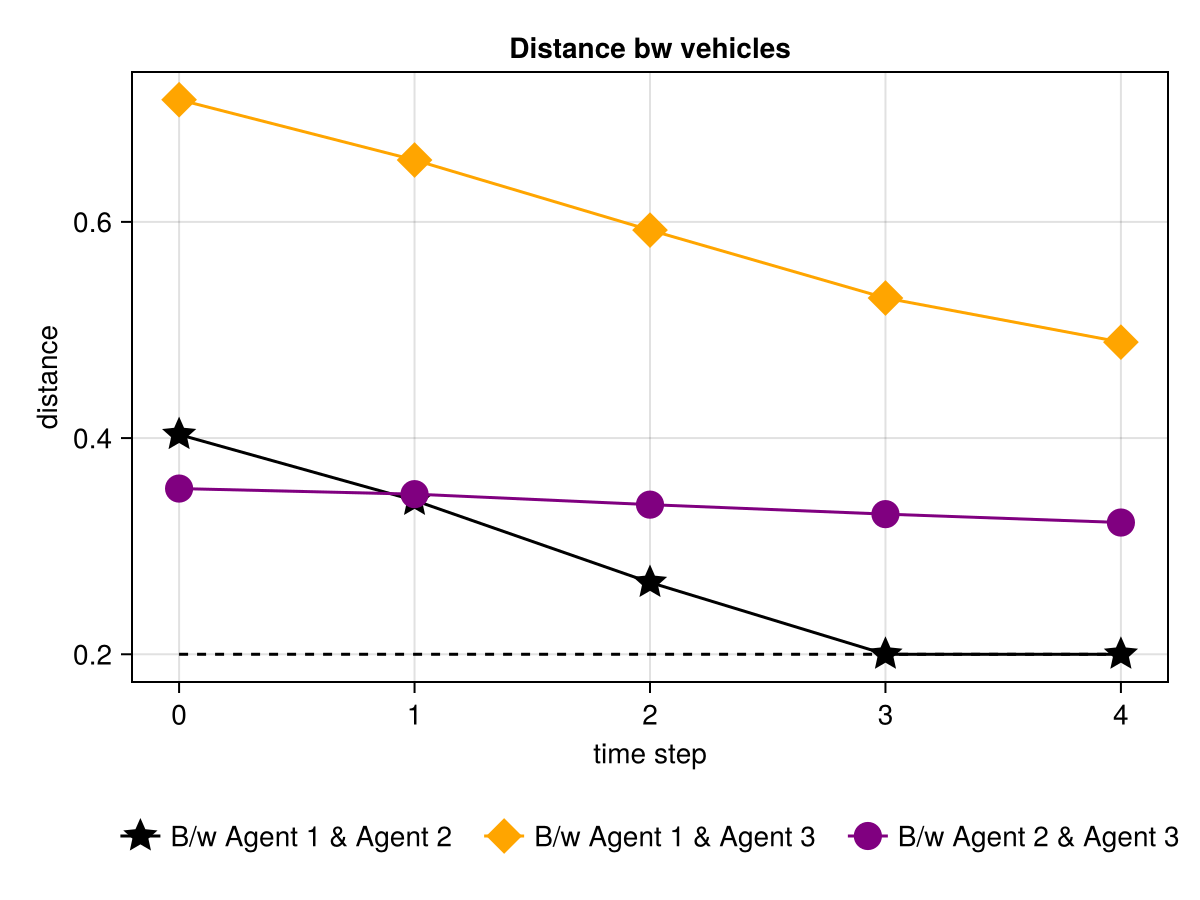 Distance bw vehicles
distance
0.6
0.4
0.2
0 1 2 3 4
time step
B/w Agent 1 & Agent 2 B/w Agent 1 & Agent 3 B/w Agent 2 & Agent 3